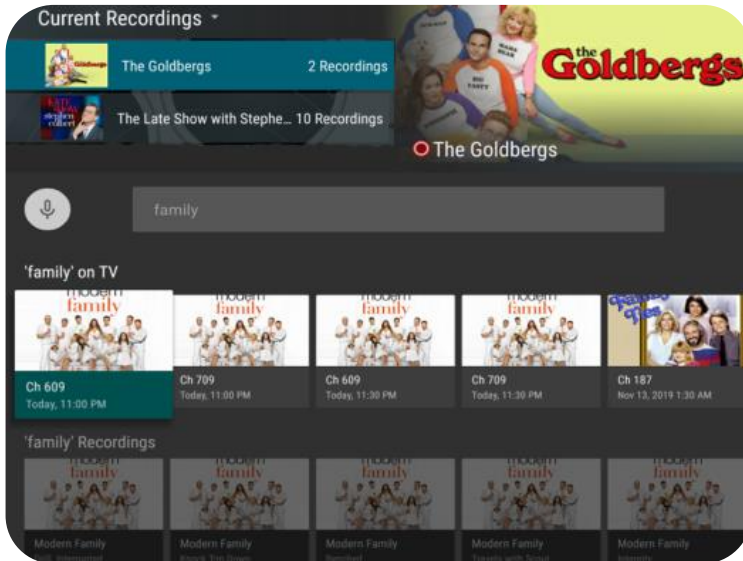 Current Recordings
The Goldbergs 2 Recordings
The Late Show with Stephe... 10 Recordings
the Goldbergs
The Goldbergs
family
'family' on TV
modern family
modern family
modern family
modern family
Family Ties
Ch 609
Today, 11:00 PM
Ch 709
Today, 11:00 PM
Ch 609
Today, 11:30 PM
Ch 709
Today, 11:30 PM
Ch 187
Nov 13, 2019 1:30 AM
'family' Recordings
modern family
modern family
modern family
modern family
modern family
Modern Family
Modern Family
Modern Family
Modern Family
Modern Family